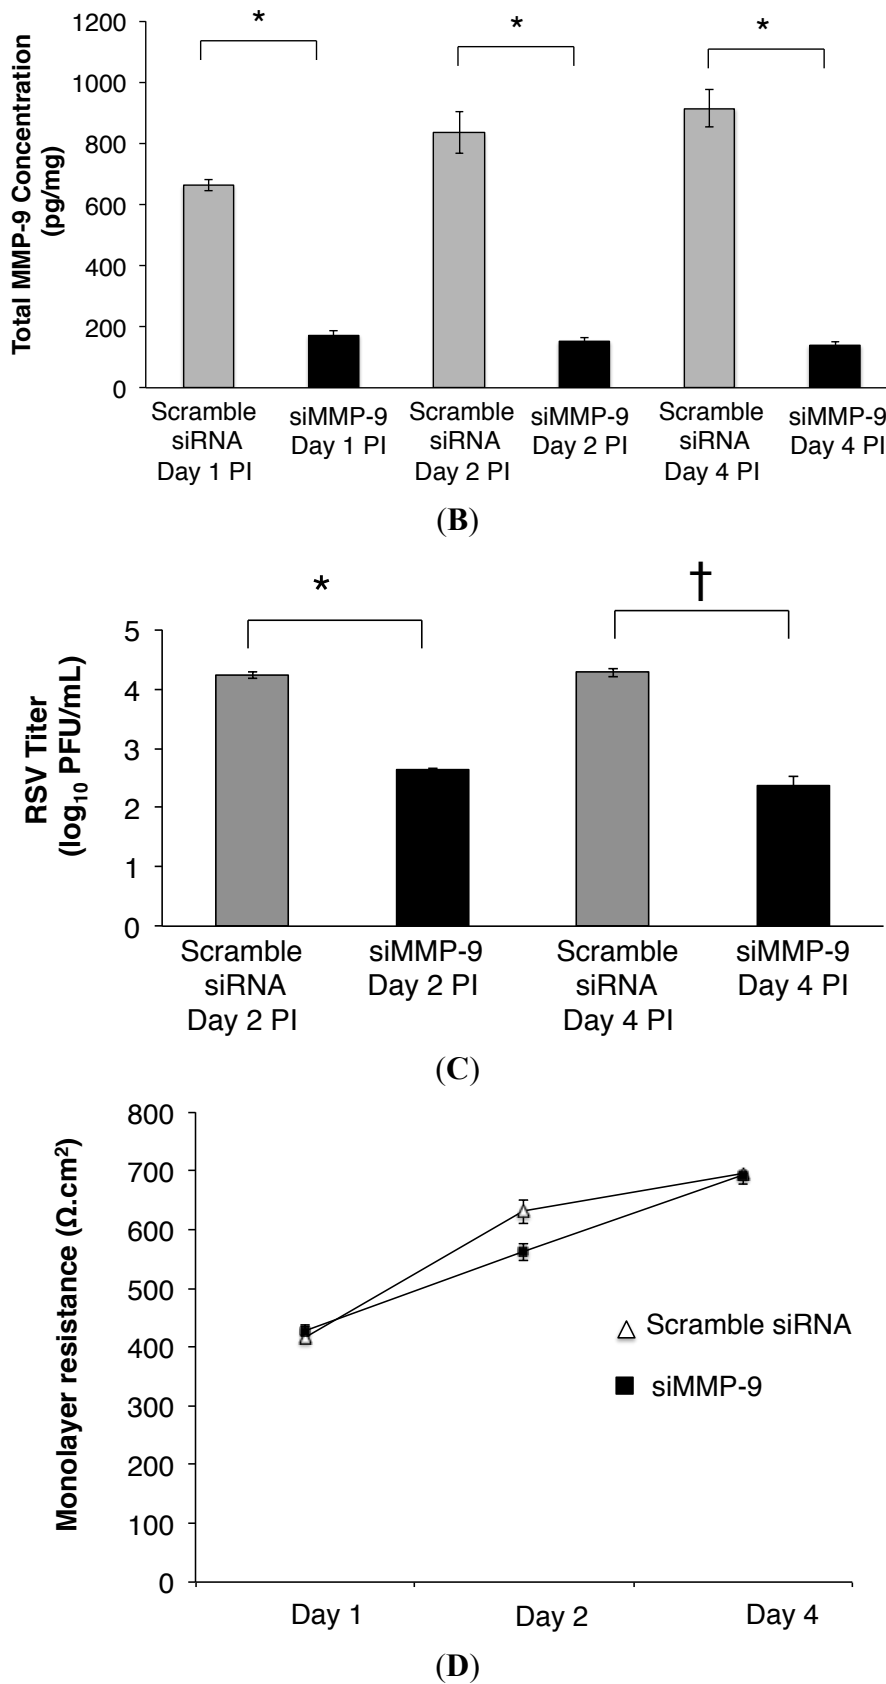 Total MMP-9 Concentration
(pg/mg)
1200
1000
800
600
400
200
0
*
*
*
Scramble
siRNA
Day 1 PI
siMMP-9
Day 1 PI
Scramble
siRNA
Day 2 PI
siMMP-9
Day 2 PI
Scramble
siRNA
Day 4 PI
siMMP-9
Day 4 PI
(B)
RSV Titer
(log₁₀ PFU/mL)
5
4
3
2
1
0
*
†
Scramble
siRNA
Day 2 PI
siMMP-9
Day 2 PI
Scramble
siRNA
Day 4 PI
siMMP-9
Day 4 PI
(C)
Monolayer resistance (Ω.cm²)
800
700
600
500
400
300
200
100
0
Scramble siRNA
siMMP-9
Day 1
Day 2
Day 4
(D)